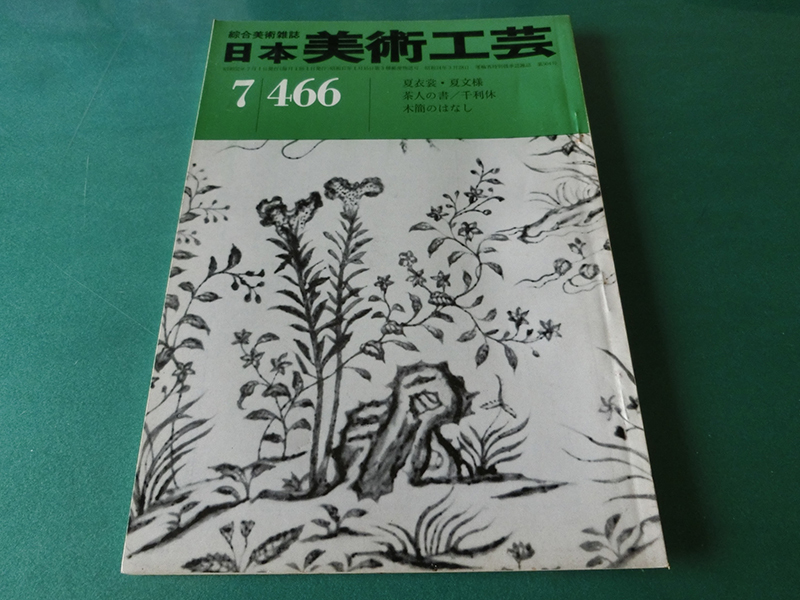 綜合美術雑誌
日本美術工芸
7 466
夏衣裳・夏文様
茶人の書／千利休
木簡のはなし